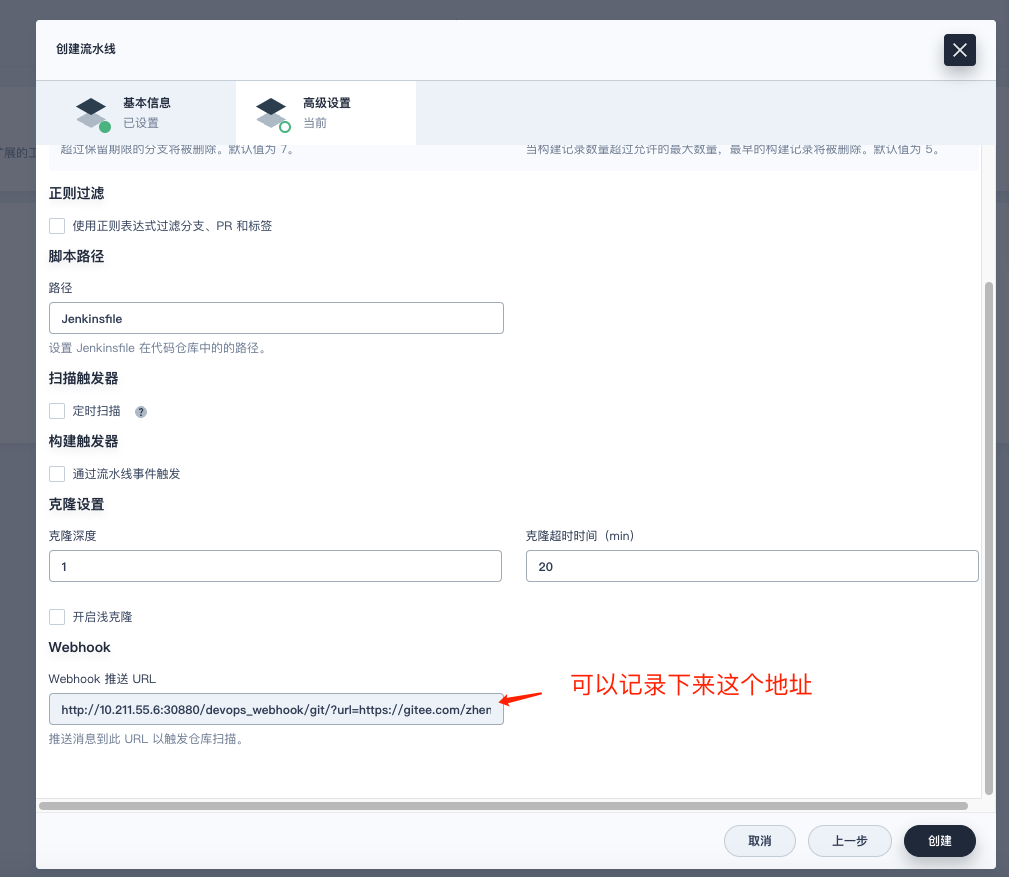 创建流水线
基本信息
已设置
高级设置
当前
扩展的工
超过保留期限的分支将被删除。默认值为 7。
当构建记录数量超过允许的最大数量，最早的构建记录将被删除。默认值为 5。
正则过滤
使用正则表达式过滤分支、PR 和标签
脚本路径
路径
Jenkinsfile
设置 Jenkinsfile 在代码仓库中的的路径。
扫描触发器
定时扫描 ?
构建触发器
通过流水线事件触发
克隆设置
克隆深度
克隆超时时间（min）
1
20
开启浅克隆
Webhook
Webhook 推送 URL
http://10.211.55.6:30880/devops_webhook/git/?url=https://gitee.com/zhen
可以记录下来这个地址
推送消息到此 URL 以触发仓库扫描。
取消
上一步
创建